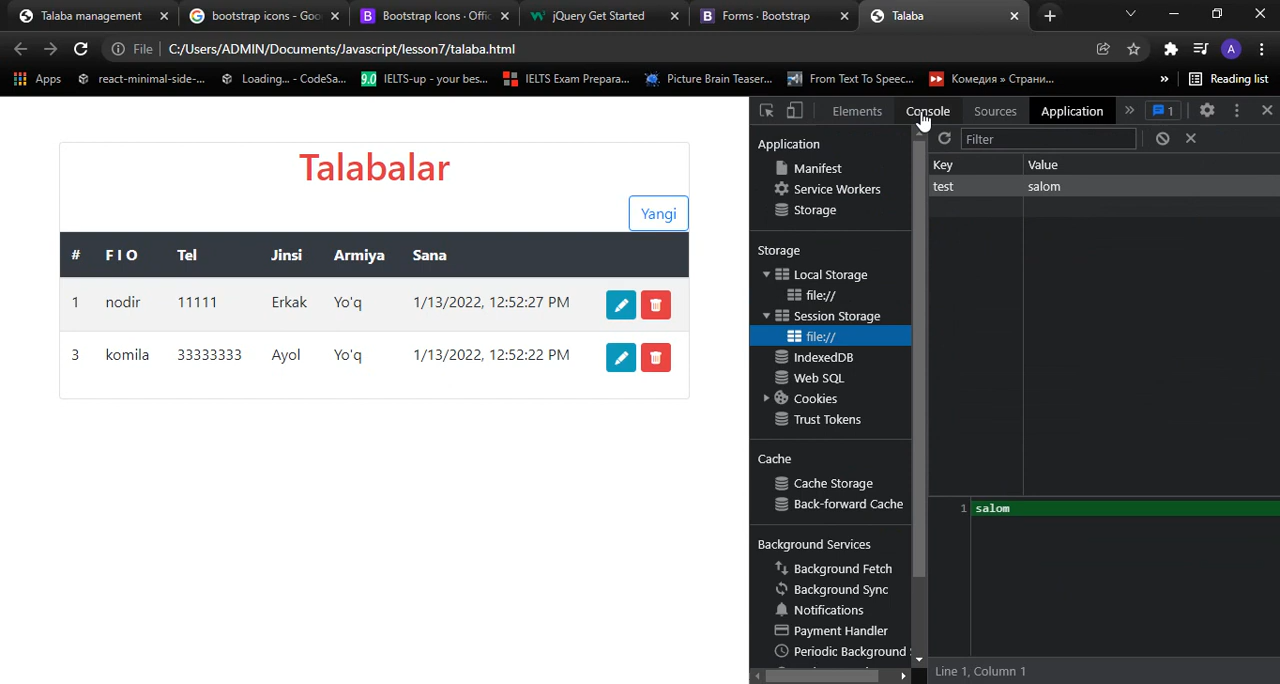 Talaba management
bootstrap icons - Goo
Bootstrap Icons · Offic
jQuery Get Started
Forms · Bootstrap
Talaba
File C:/Users/ADMIN/Documents/Javascript/lesson7/talaba.html
A
Apps
react-minimal-side-...
Loading... - CodeSa...
9.0 IELTS-up - your bes...
IELTS Exam Prepara...
Picture Brain Teaser...
From Text To Speec...
Комедия » Страни...
»
Reading list
Talabalar
Yangi
# F I O Tel Jinsi Armiya Sana
1 nodir 11111 Erkak Yo'q 1/13/2022, 12:52:27 PM
3 komila 33333333 Ayol Yo'q 1/13/2022, 12:52:22 PM
Elements Console Sources Application » 1
Application
Manifest
Service Workers
Storage
Storage
Local Storage
file://
Session Storage
file://
IndexedDB
Web SQL
Cookies
Trust Tokens
Cache
Cache Storage
Back-forward Cache
Background Services
Background Fetch
Background Sync
Notifications
Payment Handler
Periodic Background
Filter
Key Value
test salom
1 salom
Line 1, Column 1